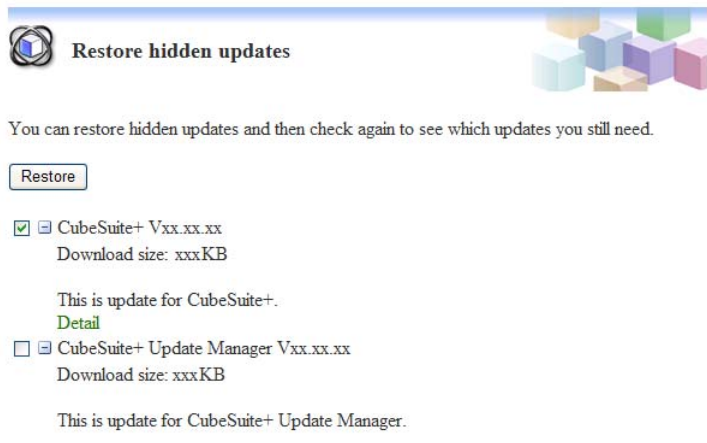 Restore hidden updates
You can restore hidden updates and then check again to see which updates you still need.
Restore
CubeSuite+ Vxx.xx.xx
Download size: xxxKB
This is update for CubeSuite+.
Detail
CubeSuite+ Update Manager Vxx.xx.xx
Download size: xxxKB
This is update for CubeSuite+ Update Manager.